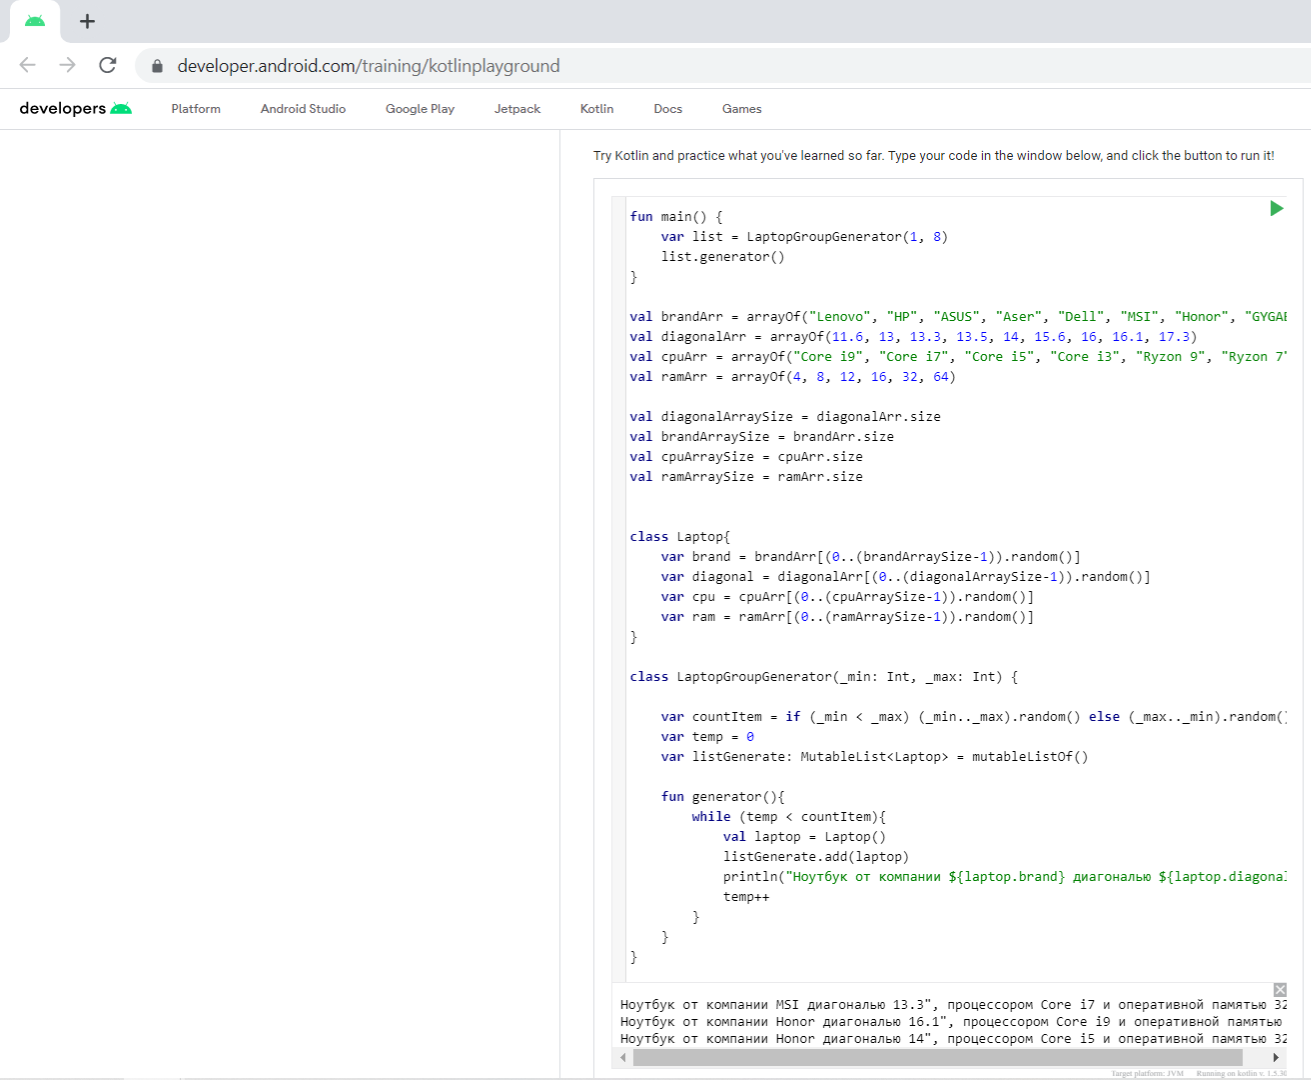 developer.android.com/training/kotlinplayground
developers Platform Android Studio Google Play Jetpack Kotlin Docs Games
Try Kotlin and practice what you've learned so far. Type your code in the window below, and click the button to run it!
fun main() {
    var list = LaptopGroupGenerator(1, 8)
    list.generator()
}
val brandArr = arrayOf("Lenovo", "HP", "ASUS", "Aser", "Dell", "MSI", "Honor", "GYGAE
val diagonalArr = arrayOf(11.6, 13, 13.3, 13.5, 14, 15.6, 16, 16.1, 17.3)
val cpuArr = arrayOf("Core i9", "Core i7", "Core i5", "Core i3", "Ryzon 9", "Ryzon 7"
val ramArr = arrayOf(4, 8, 12, 16, 32, 64)
val diagonalArraySize = diagonalArr.size
val brandArraySize = brandArr.size
val cpuArraySize = cpuArr.size
val ramArraySize = ramArr.size
class Laptop{
    var brand = brandArr[(0..(brandArraySize-1)).random()]
    var diagonal = diagonalArr[(0..(diagonalArraySize-1)).random()]
    var cpu = cpuArr[(0..(cpuArraySize-1)).random()]
    var ram = ramArr[(0..(ramArraySize-1)).random()]
}
class LaptopGroupGenerator(_min: Int, _max: Int) {
    var countItem = if (_min < _max) (_min.._max).random() else (_max.._min).random()
    var temp = 0
    var listGenerate: MutableList<Laptop> = mutableListOf()
    fun generator(){
        while (temp < countItem){
            val laptop = Laptop()
            listGenerate.add(laptop)
            println("Ноутбук от компании ${laptop.brand} диагональю ${laptop.diagonal
            temp++
        }
    }
}
Ноутбук от компании MSI диагональю 13.3", процессором Core i7 и оперативной памятью 32
Ноутбук от компании Honor диагональю 16.1", процессором Core i9 и оперативной памятью
Ноутбук от компании Honor диагональю 14", процессором Core i5 и оперативной памятью 32
Target platform: JVM Running on kotlin v. 1.5.30